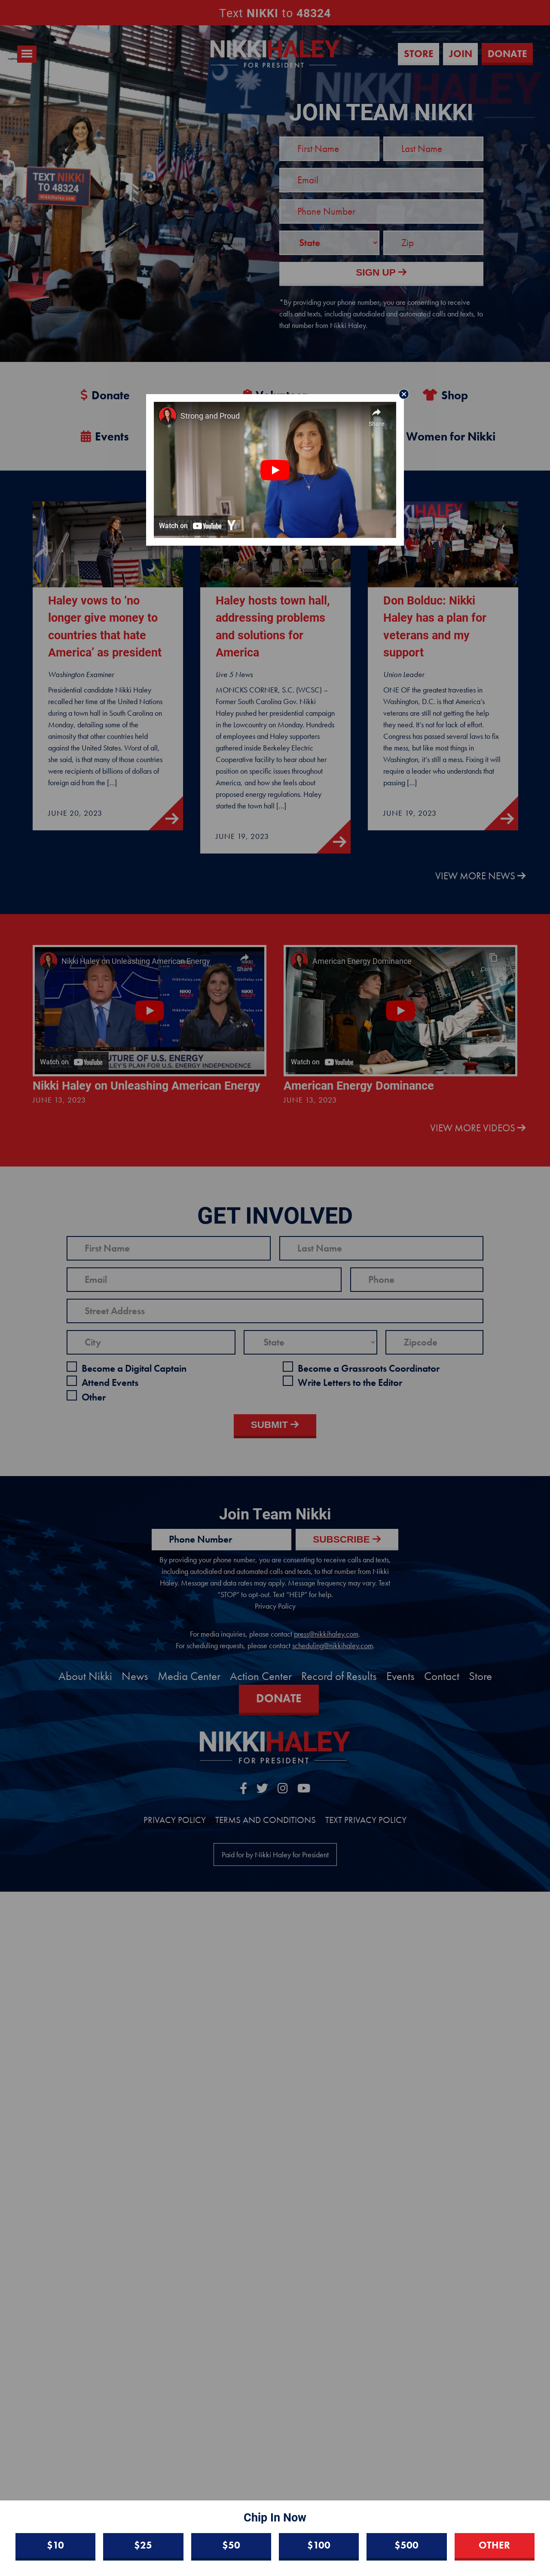 Text NIKKI to 48324
NIKKIHALEY
FOR PRESIDENT
STORE
JOIN
DONATE
JOIN TEAM NIKKI
TEXT NIKKI
TO 48324
First Name
Last Name
Email
Phone Number
State
Zip
SIGN UP
*By providing your phone number, you are consenting to receive
calls and texts, including autodialed and automated calls and texts, to
that number from Nikki Haley.
Donate
Shop
Events
Women for Nikki
Strong and Proud
Share
Watch on YouTube
Haley vows to 'no
longer give money to
countries that hate
America' as president
Washington Examiner
Presidential candidate Nikki Haley
recalled her time at the United Nations
during a town hall in South Carolina on
Monday, detailing some of the
animosity that other countries held
against the United States. Worst of all,
she said, is that many of those countries
were recipients of billions of dollars of
foreign aid from the [...]
JUNE 20, 2023
Haley hosts town hall,
addressing problems
and solutions for
America
Live 5 News
MONCKS CORNER, S.C. (WCSC) –
Former South Carolina Gov. Nikki
Haley pushed her presidential campaign
in the Lowcountry on Monday. Hundreds
of employees and Haley supporters
gathered inside Berkeley Electric
Cooperative facility to hear about her
position on specific issues throughout
America, and how she feels about
proposed energy regulations. Haley
started the town hall [...]
JUNE 19, 2023
Don Bolduc: Nikki
Haley has a plan for
veterans and my
support
Union Leader
ONE OF the greatest travesties in
Washington, D.C. is that America's
veterans are still not getting the help
they need. It's not for lack of effort.
Congress has passed several laws to fix
the mess, but like most things in
Washington, it's still a mess. Fixing it will
require a leader who understands that
passing [...]
JUNE 19, 2023
VIEW MORE NEWS
Nikki Haley on Unleashing American Energy
Share
Watch on YouTube
American Energy Dominance
Watch on YouTube
Nikki Haley on Unleashing American Energy
JUNE 13, 2023
American Energy Dominance
JUNE 13, 2023
VIEW MORE VIDEOS
GET INVOLVED
First Name
Last Name
Email
Phone
Street Address
City
State
Zipcode
Become a Digital Captain
Become a Grassroots Coordinator
Attend Events
Write Letters to the Editor
Other
SUBMIT
Join Team Nikki
Phone Number
SUBSCRIBE
By providing your phone number, you are consenting to receive calls and texts,
including autodialed and automated calls and texts, to that number from Nikki
Haley. Message and data rates may apply. Message frequency may vary. Text
"STOP" to opt-out. Text "HELP" for help.
Privacy Policy
For media inquiries, please contact press@nikkihaley.com.
For scheduling requests, please contact scheduling@nikkihaley.com.
About Nikki News Media Center Action Center Record of Results Events Contact Store
DONATE
NIKKIHALEY
FOR PRESIDENT
PRIVACY POLICY TERMS AND CONDITIONS TEXT PRIVACY POLICY
Paid for by Nikki Haley for President
Chip In Now
$10
$25
$50
$100
$500
OTHER